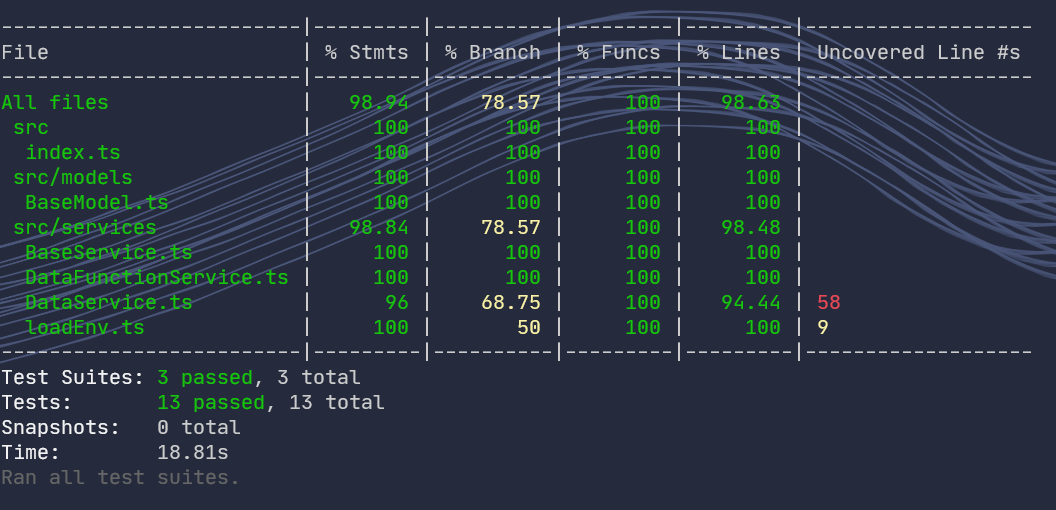 ---------------------------|---------|----------|---------|---------|-------------------
File                       | % Stmts | % Branch | % Funcs | % Lines | Uncovered Line #s
---------------------------|---------|----------|---------|---------|-------------------
All files                  |   98.94 |    78.57 |     100 |   98.63 |
 src                       |     100 |      100 |     100 |     100 |
  index.ts                 |     100 |      100 |     100 |     100 |
 src/models                |     100 |      100 |     100 |     100 |
  BaseModel.ts             |     100 |      100 |     100 |     100 |
 src/services              |   98.84 |    78.57 |     100 |   98.48 |
  BaseService.ts           |     100 |      100 |     100 |     100 |
  DataFunctionService.ts   |     100 |      100 |     100 |     100 |
  DataService.ts           |      96 |    68.75 |     100 |   94.44 | 58
  loadEnv.ts               |     100 |       50 |     100 |     100 | 9
---------------------------|---------|----------|---------|---------|-------------------
Test Suites: 3 passed, 3 total
Tests:       13 passed, 13 total
Snapshots:   0 total
Time:        18.81s
Ran all test suites.